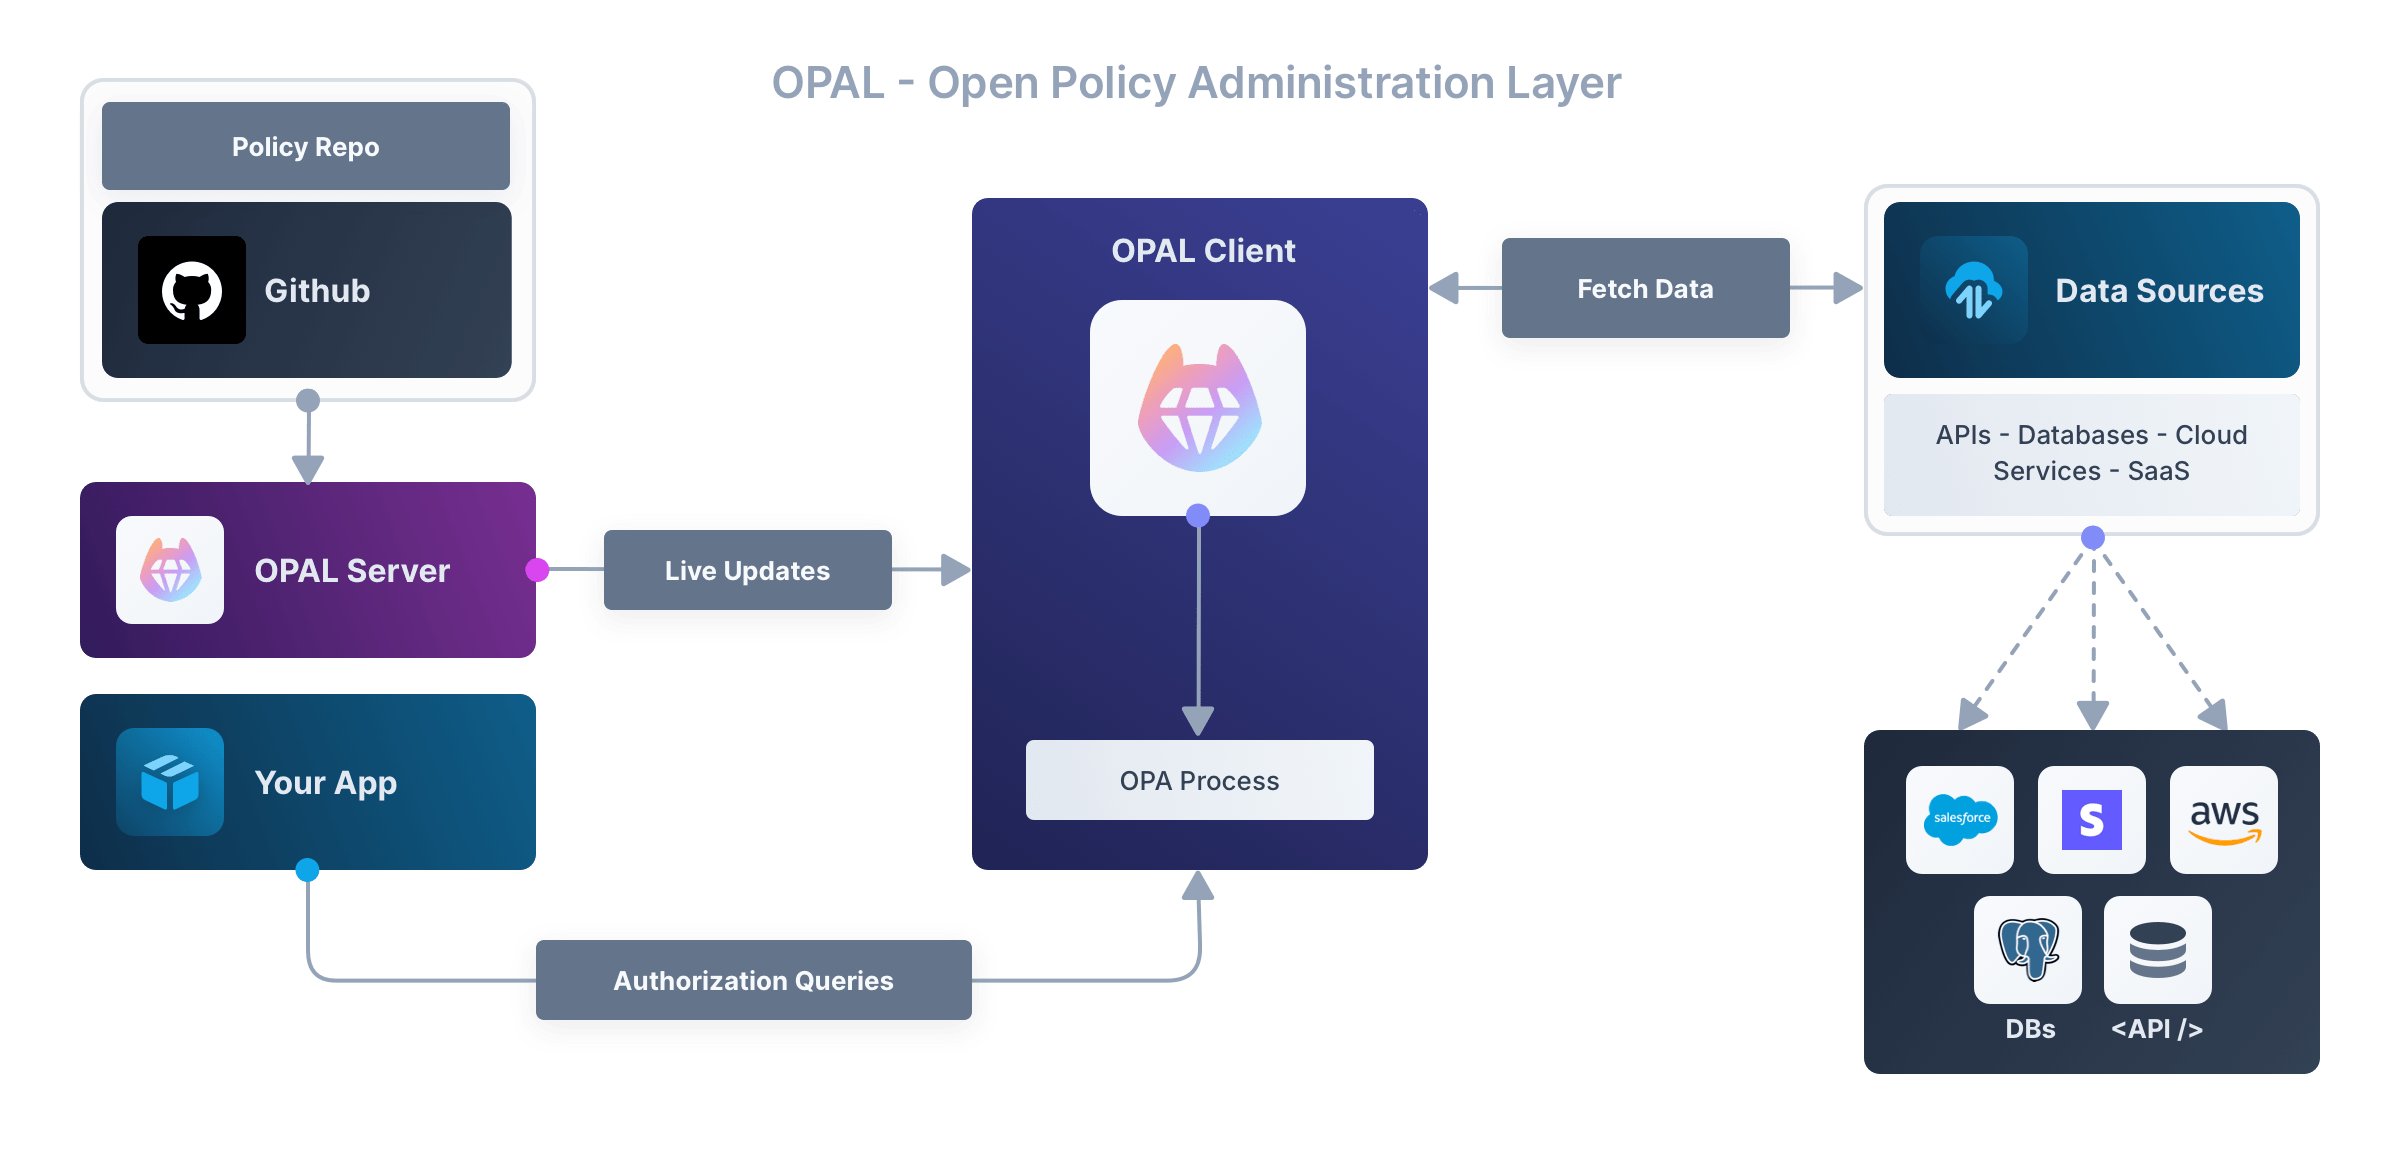 OPAL - Open Policy Administration Layer
Policy Repo
Github
OPAL Server
Live Updates
Your App
Authorization Queries
OPAL Client
OPA Process
Fetch Data
Data Sources
APIs - Databases - Cloud
Services - SaaS
salesforce
S
aws
DBs
<API />